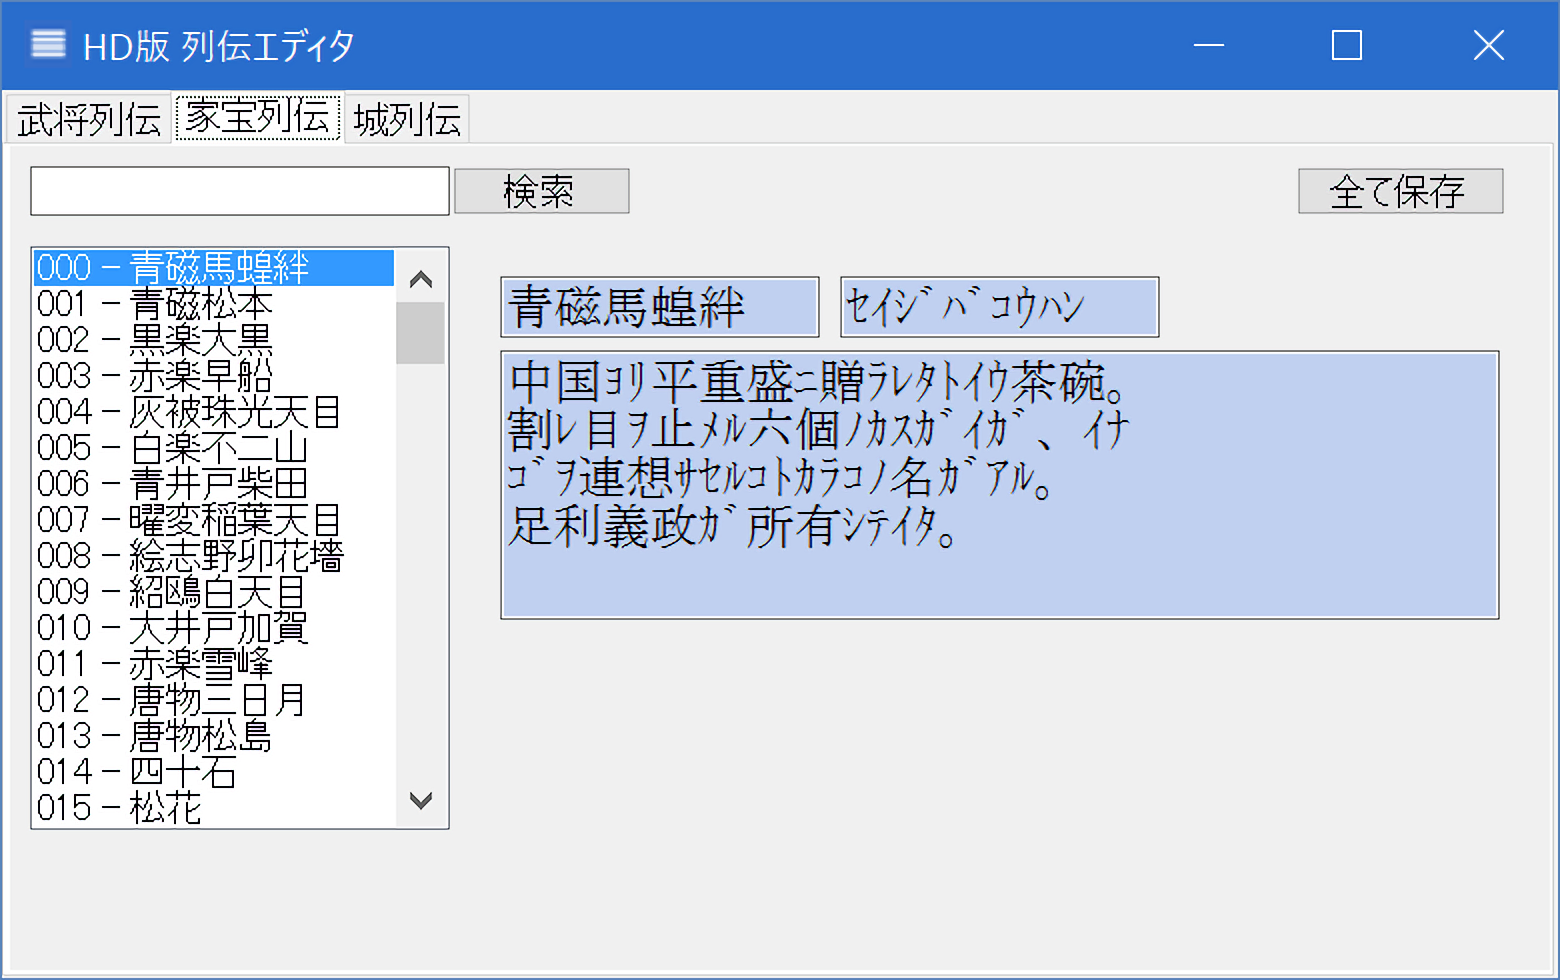 HD版 列伝エディタ
武将列伝 家宝列伝 城列伝
検索 全て保存
000 - 青磁馬蝗絆
001 - 青磁松本
002 - 黒楽大黒
003 - 赤楽早船
004 - 灰被珠光天目
005 - 白楽不二山
006 - 青井戸柴田
007 - 曜変稲葉天目
008 - 絵志野卯花墻
009 - 紹鴎白天目
010 - 大井戸加賀
011 - 赤楽雪峰
012 - 唐物三日月
013 - 唐物松島
014 - 四十石
015 - 松花
青磁馬蝗絆 ｾｲｼﾞﾊﾞｺｳﾊﾝ
中国ﾖﾘ平重盛ﾆ贈ﾗﾚﾀﾄｲｳ茶碗。
割ﾚ目ｦ止ﾒﾙ六個ﾉｶｽｶﾞｲｶﾞ、ｲﾅ
ｺﾞｦ連想ｻｾﾙｺﾄｶﾗｺﾉ名ｶﾞｱﾙ。
足利義政ｶﾞ所有ｼﾃｲﾀ。